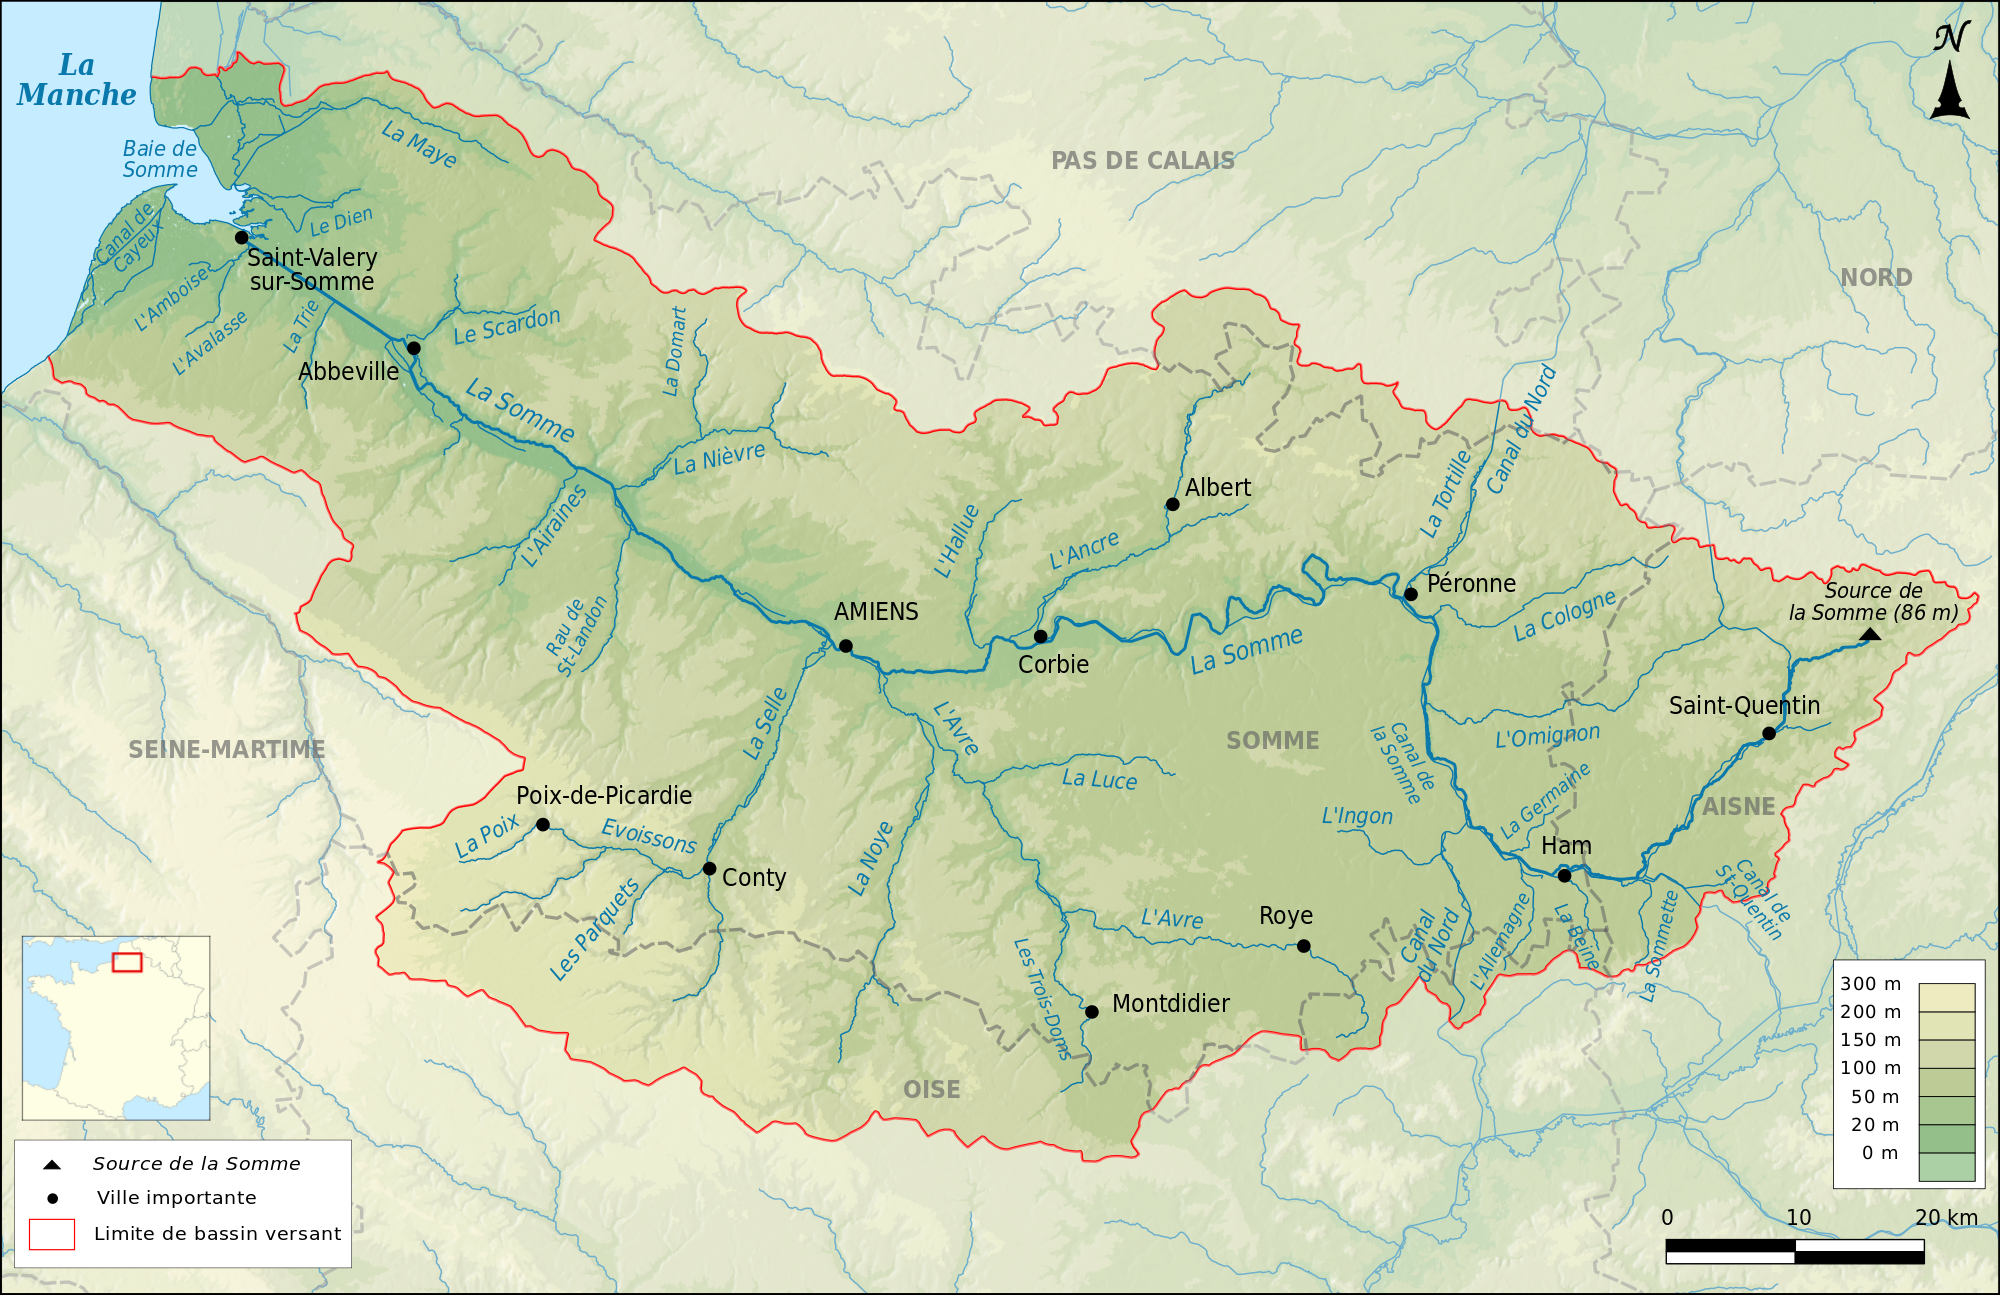 La
Manche
N
Baie de
Somme
La Maye
PAS DE CALAIS
NORD
Canal de
Cayeux
Le Dien
Saint-Valery
sur-Somme
L'Amboise
L'Avalasse
La Trie
Le Scardon
Abbeville
La Domart
La Somme
La Nièvre
L'Airaines
Rau de
St-Landon
L'Hallue
L'Ancre
Albert
La Tortille
Canal du Nord
Péronne
La Cologne
Source de
la Somme (86 m)
AMIENS
Corbie
La Somme
Saint-Quentin
SEINE-MARTIME
La Selle
L'Avre
SOMME
Canal de
la Somme
L'Omignon
La Luce
La Germaine
AISNE
Poix-de-Picardie
La Poix
Evoissons
L'Ingon
Ham
La Noye
Conty
Les Parquets
L'Avre
Roye
Canal
du Nord
L'Allemagne
La Beine
La Sommette
Canal de
St-Quentin
Les Trois-Doms
Montdidier
OISE
300 m
200 m
150 m
100 m
50 m
20 m
0 m
Source de la Somme
Ville importante
Limite de bassin versant
0 10 20 km